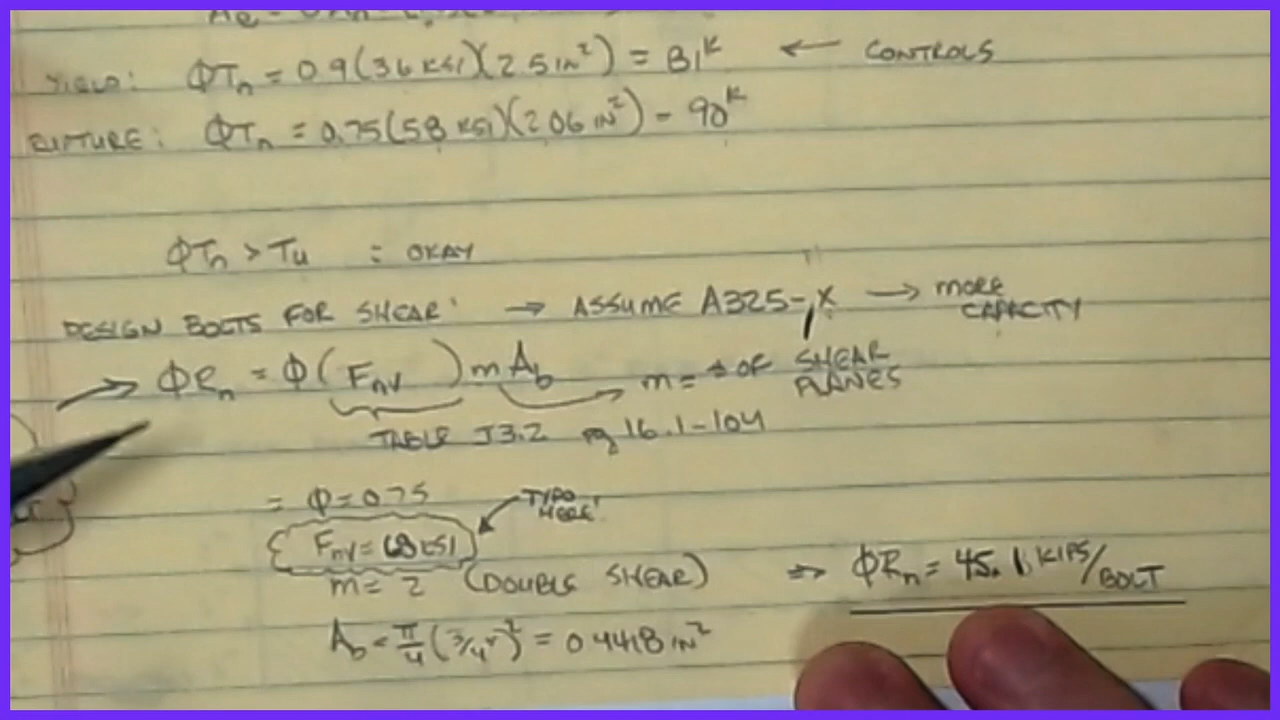 YIELD: ΦTn = 0.9(36 KSI)(2.5 IN²) = 81ᴷ ← CONTROLS
RUPTURE: ΦTn = 0.75(58 KSI)(2.06 IN²) = 90ᴷ
ΦTn > Tu ∴ OKAY
DESIGN BOLTS FOR SHEAR: → ASSUME A325-X → MORE CAPACITY
ΦRn = Φ(Fnv)mAb m = # OF SHEAR PLANES
TABLE J3.2 pg 16.1-104
= Φ = 0.75 TYPO HERE!
Fnv = 68 KSI
m = 2 (DOUBLE SHEAR) ⇒ ΦRn = 45.1 KIPS/BOLT
Ab = π/4 (3/4")² = 0.4418 IN²